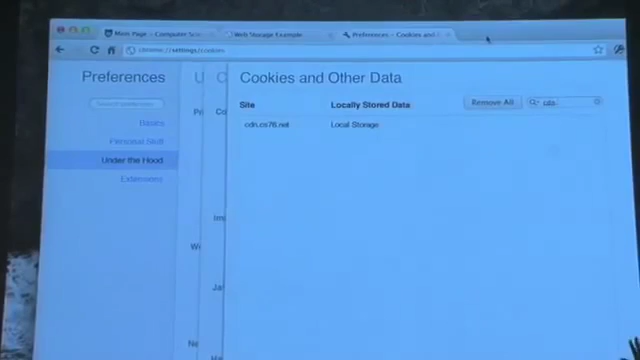 Main Page - Computer Scie
Web Storage Example
Preferences - Cookies and
chrome://settings/cookies
Preferences
Basics
Personal Stuff
Under the Hood
Extensions
Cookies and Other Data
Site
Locally Stored Data
Remove All
cdn
cdn.cs76.net
Local Storage